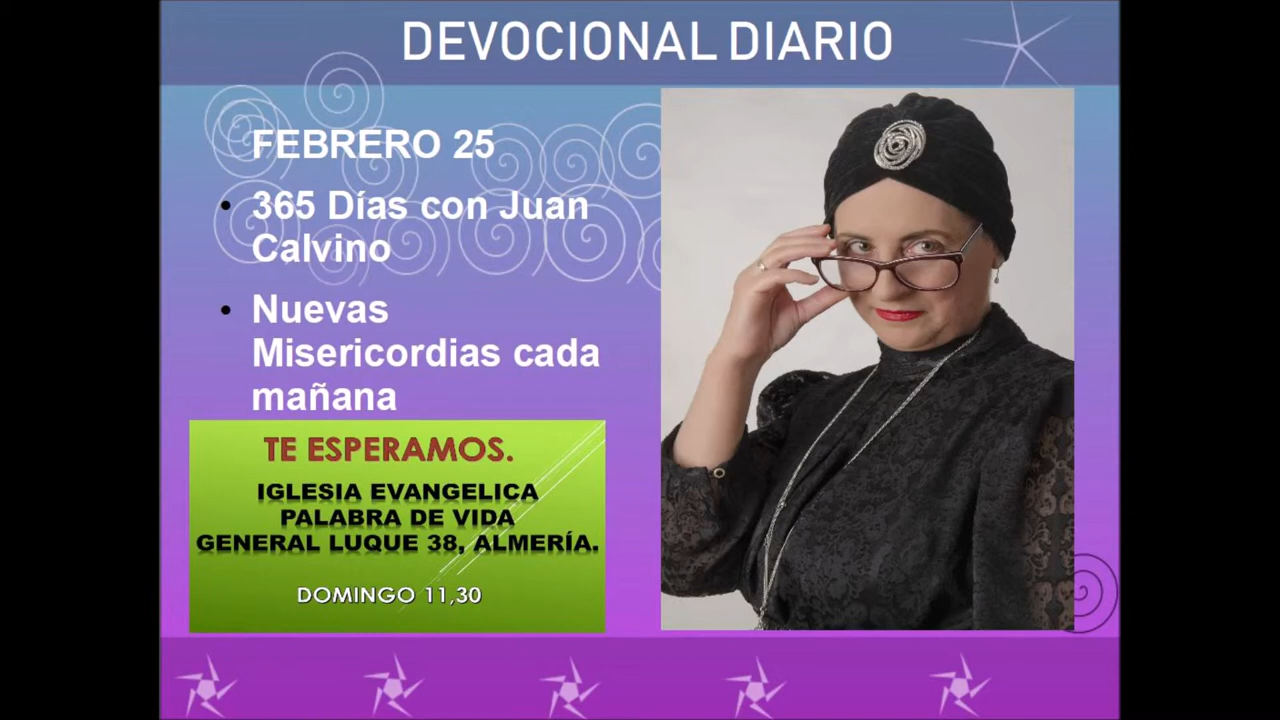 DEVOCIONAL DIARIO
FEBRERO 25
• 365 Días con Juan
Calvino
• Nuevas
Misericordias cada
mañana
TE ESPERAMOS.
IGLESIA EVANGELICA
PALABRA DE VIDA
GENERAL LUQUE 38, ALMERÍA.
DOMINGO 11,30